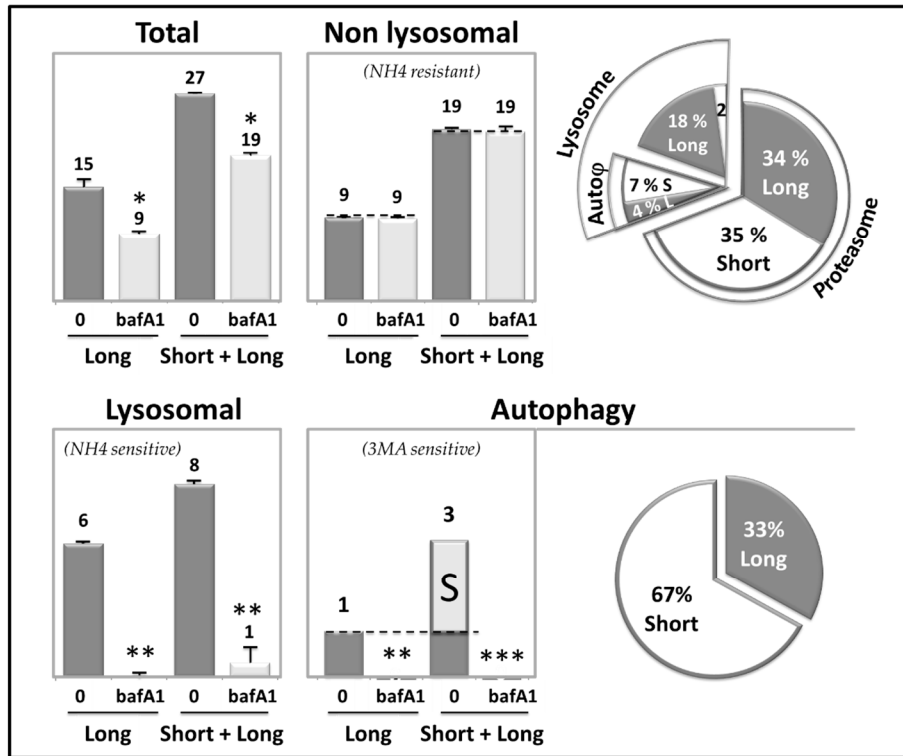 Total
27
15
*
9
*
19
0
bafA1
0
bafA1
Long
Short + Long
Non lysosomal
(NH4 resistant)
19
19
9
9
0
bafA1
0
bafA1
Long
Short + Long
Lysosome
Autoφ
Proteasome
18 %
Long
2
34 %
Long
7 % S
4 % L
35 %
Short
Lysosomal
(NH4 sensitive)
8
6
**
**
1
0
bafA1
0
bafA1
Long
Short + Long
Autophagy
(3MA sensitive)
3
1
S
**
***
0
bafA1
0
bafA1
Long
Short + Long
33%
Long
67%
Short